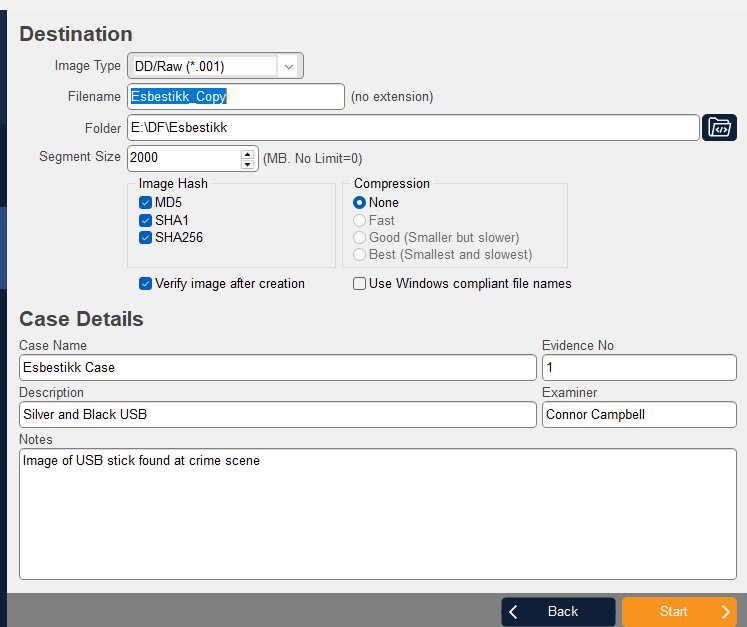 Destination
Image Type DD/Raw (*.001)
Filename Esbestikk_Copy (no extension)
Folder E:\DF\Esbestikk
Segment Size 2000 (MB. No Limit=0)
Image Hash
MD5
SHA1
SHA256
Compression
None
Fast
Good (Smaller but slower)
Best (Smallest and slowest)
Verify image after creation
Use Windows compliant file names
Case Details
Case Name
Esbestikk Case
Evidence No
1
Description
Silver and Black USB
Examiner
Connor Campbell
Notes
Image of USB stick found at crime scene
Back
Start